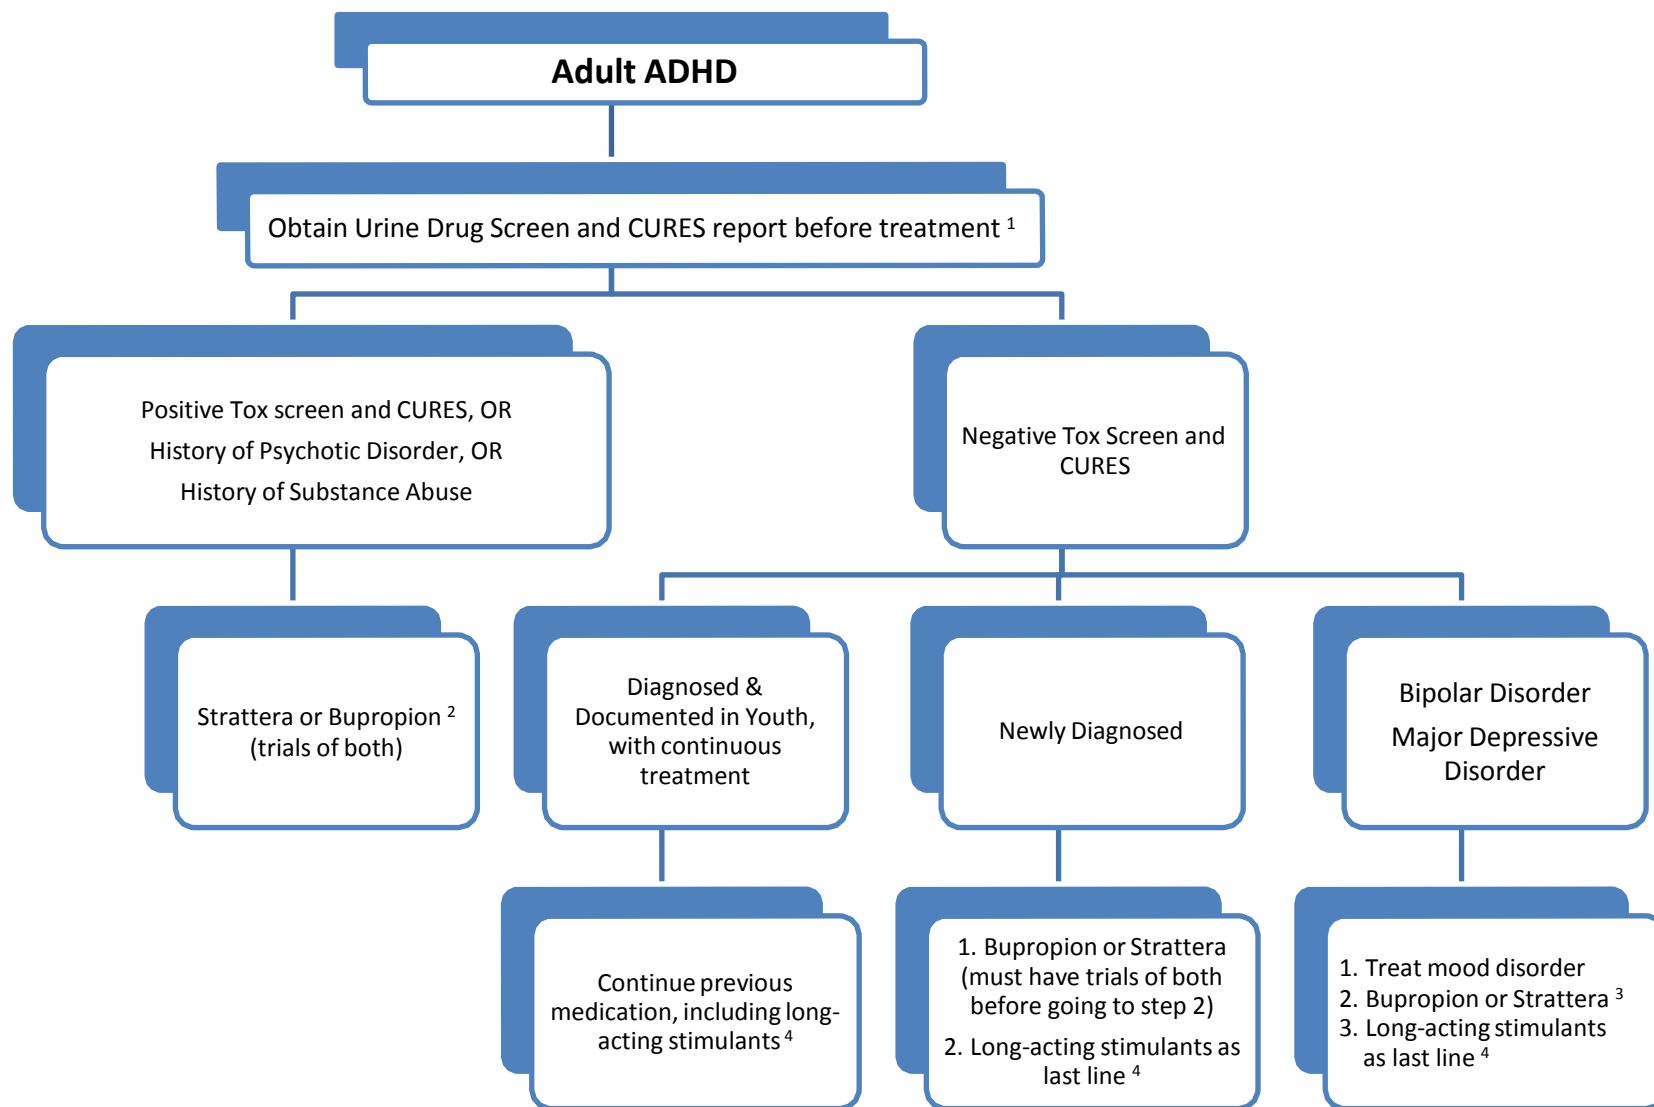 Adult ADHD
Obtain Urine Drug Screen and CURES report before treatment ¹
Positive Tox screen and CURES, OR
History of Psychotic Disorder, OR
History of Substance Abuse
Negative Tox Screen and
CURES
Strattera or Bupropion ²
(trials of both)
Diagnosed &
Documented in Youth,
with continuous
treatment
Newly Diagnosed
Bipolar Disorder
Major Depressive
Disorder
Continue previous
medication, including long-
acting stimulants ⁴
1. Bupropion or Strattera
(must have trials of both
before going to step 2)
2. Long-acting stimulants as
last line ⁴
1. Treat mood disorder
2. Bupropion or Strattera ³
3. Long-acting stimulants
as last line ⁴